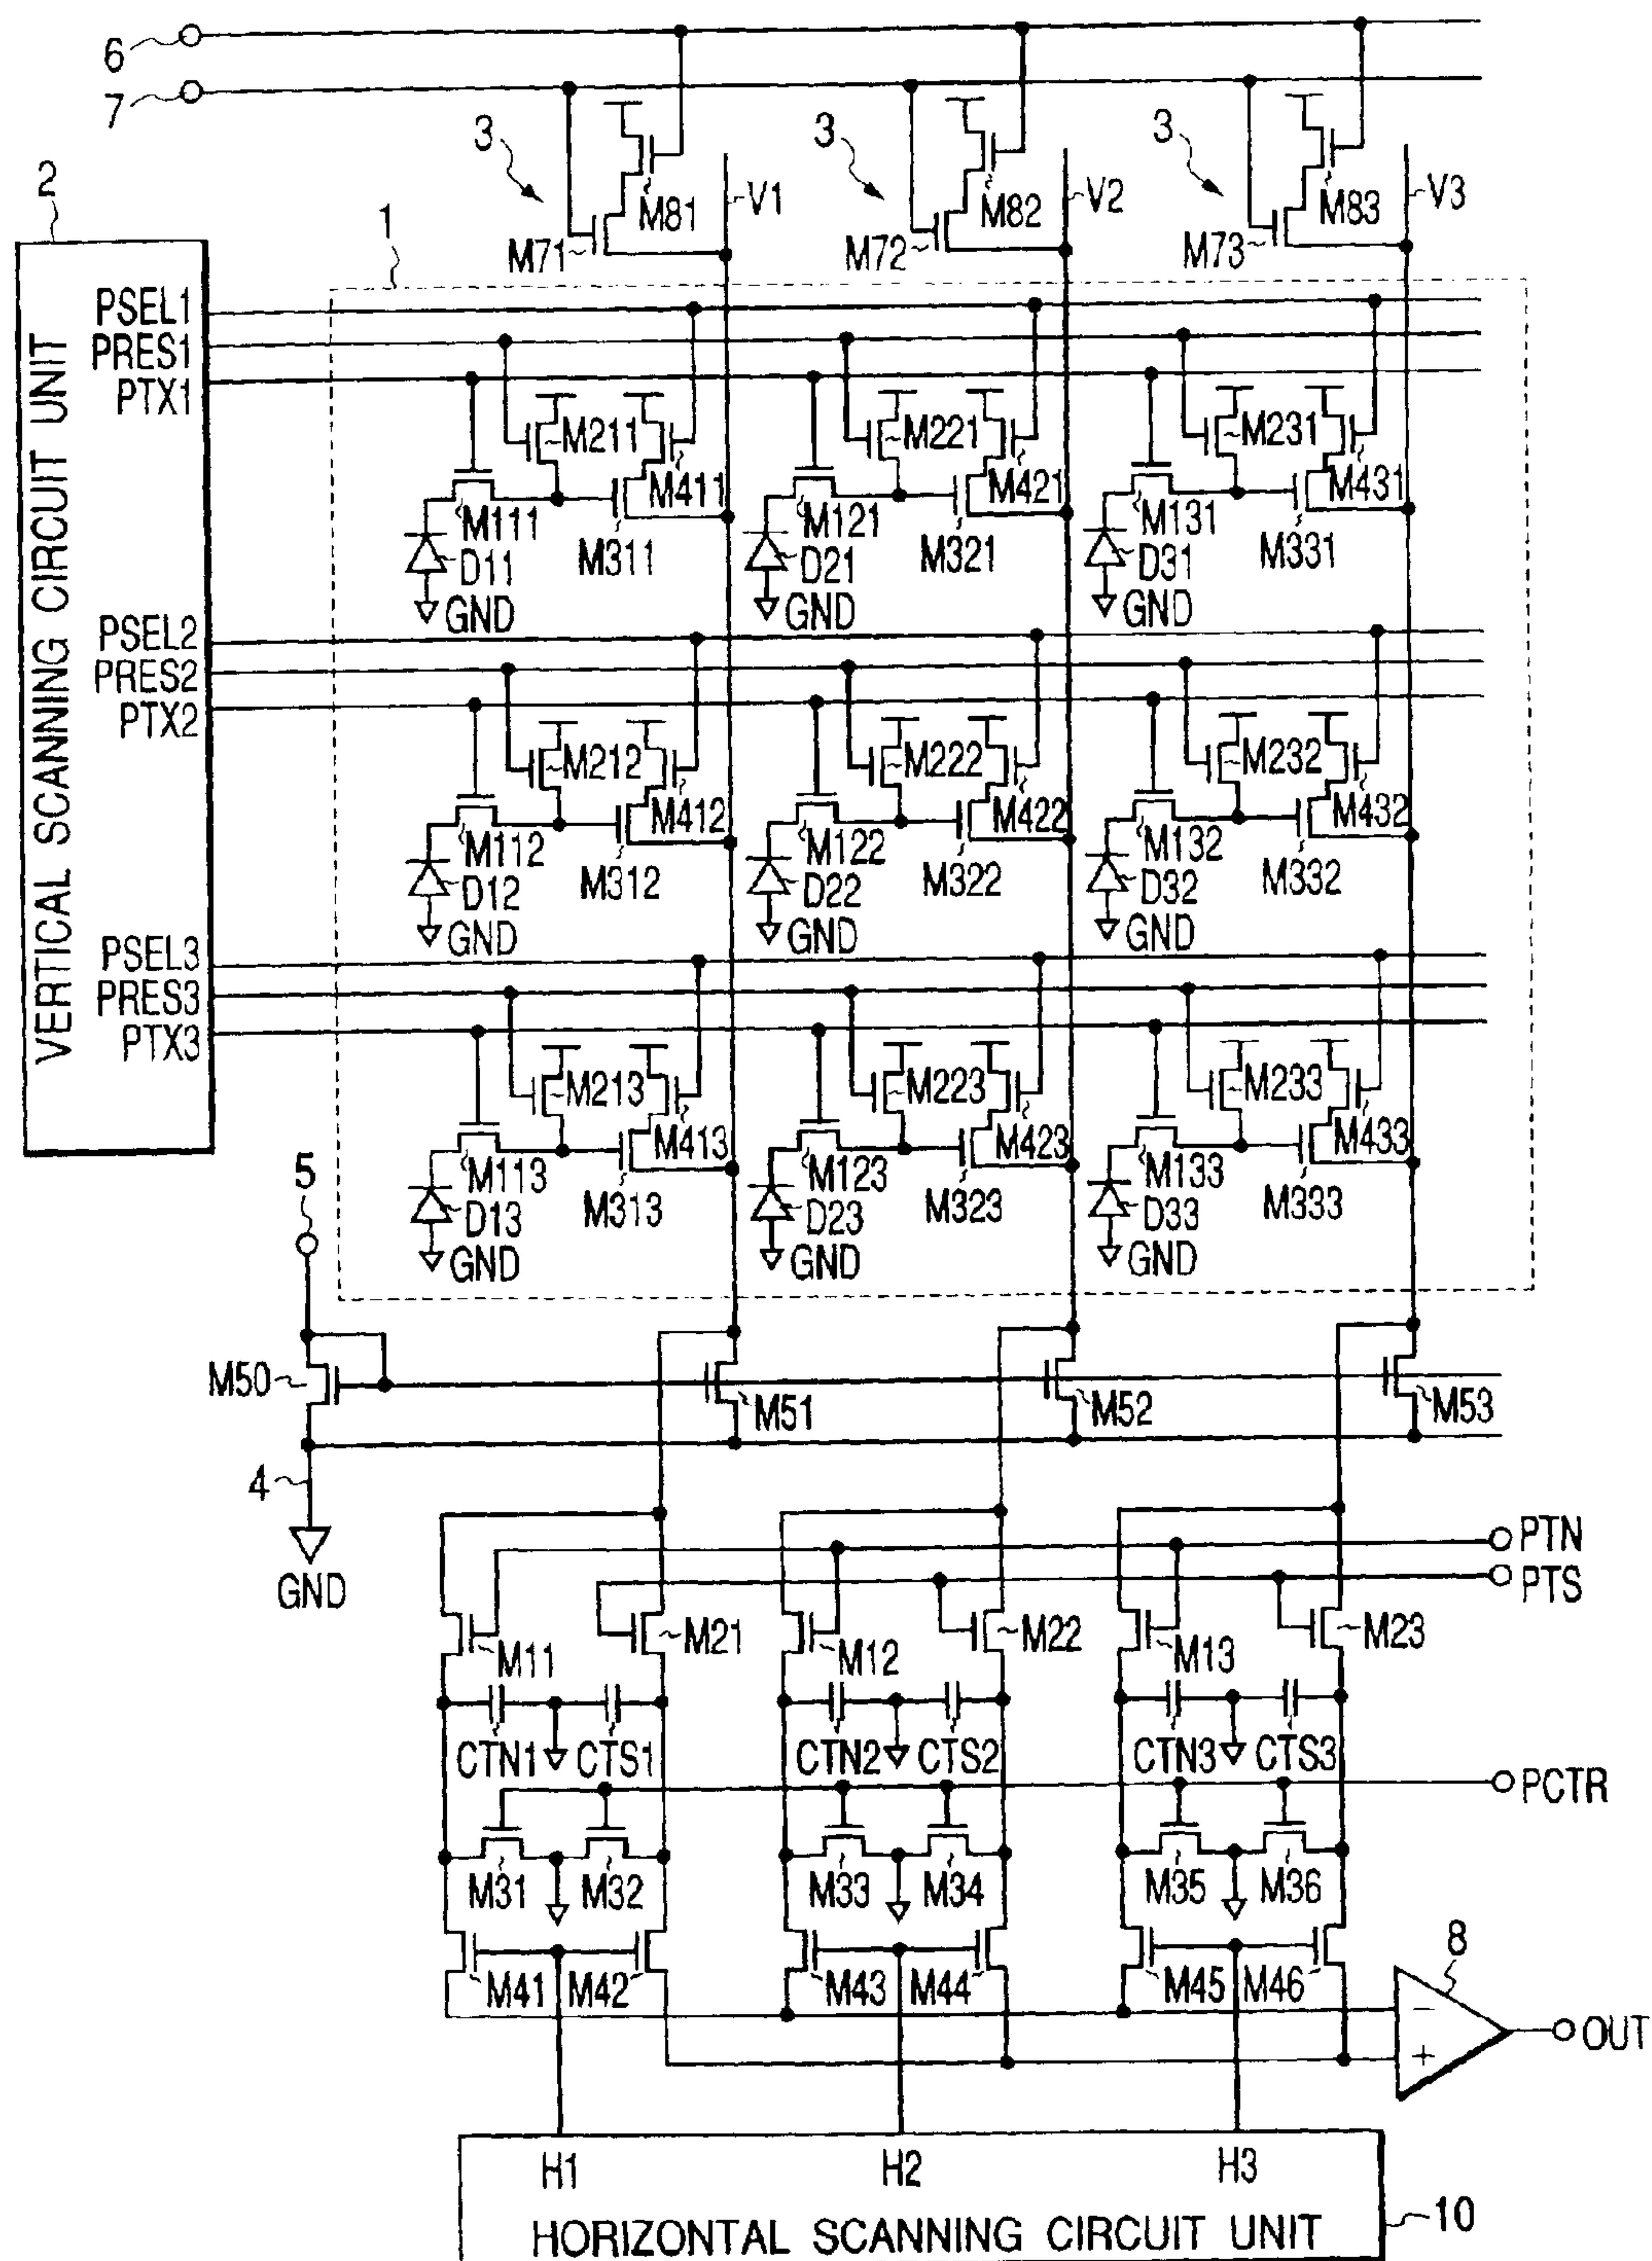 6
7
3
3
3
2
M81
V1
M82
V2
M83
V3
1
M71
M72
M73
VERTICAL SCANNING CIRCUIT UNIT
PSEL1
PRES1
PTX1
M211
M221
M231
M411
M421
M431
M111
M121
M131
D11
M311
D21
M321
D31
M331
GND
GND
GND
PSEL2
PRES2
PTX2
M212
M222
M232
M412
M422
M432
M112
M122
M132
D12
M312
D22
M322
D32
M332
GND
GND
GND
PSEL3
PRES3
PTX3
M213
M223
M233
M413
M423
M433
5
M113
M123
M133
D13
M313
D23
M323
D33
M333
GND
GND
GND
M50
M51
M52
M53
4
GND
PTN
PTS
M11
M21
M12
M22
M13
M23
CTN1
CTS1
CTN2
CTS2
CTN3
CTS3
PCTR
M31
M32
M33
M34
M35
M36
8
M41
M42
M43
M44
M45
M46
−
+
OUT
H1
H2
H3
10
HORIZONTAL SCANNING CIRCUIT UNIT